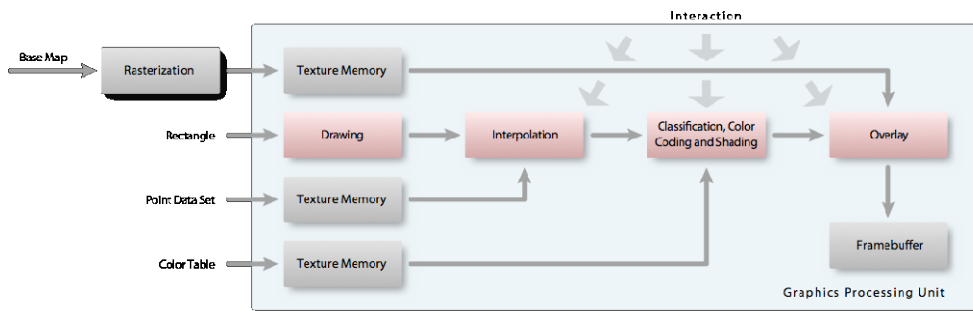 Interaction
Base Map
Rasterization
Texture Memory
Rectangle
Drawing
Interpolation
Classification, Color
Coding and Shading
Overlay
Point Data Set
Texture Memory
Framebuffer
Color Table
Texture Memory
Graphics Processing Unit